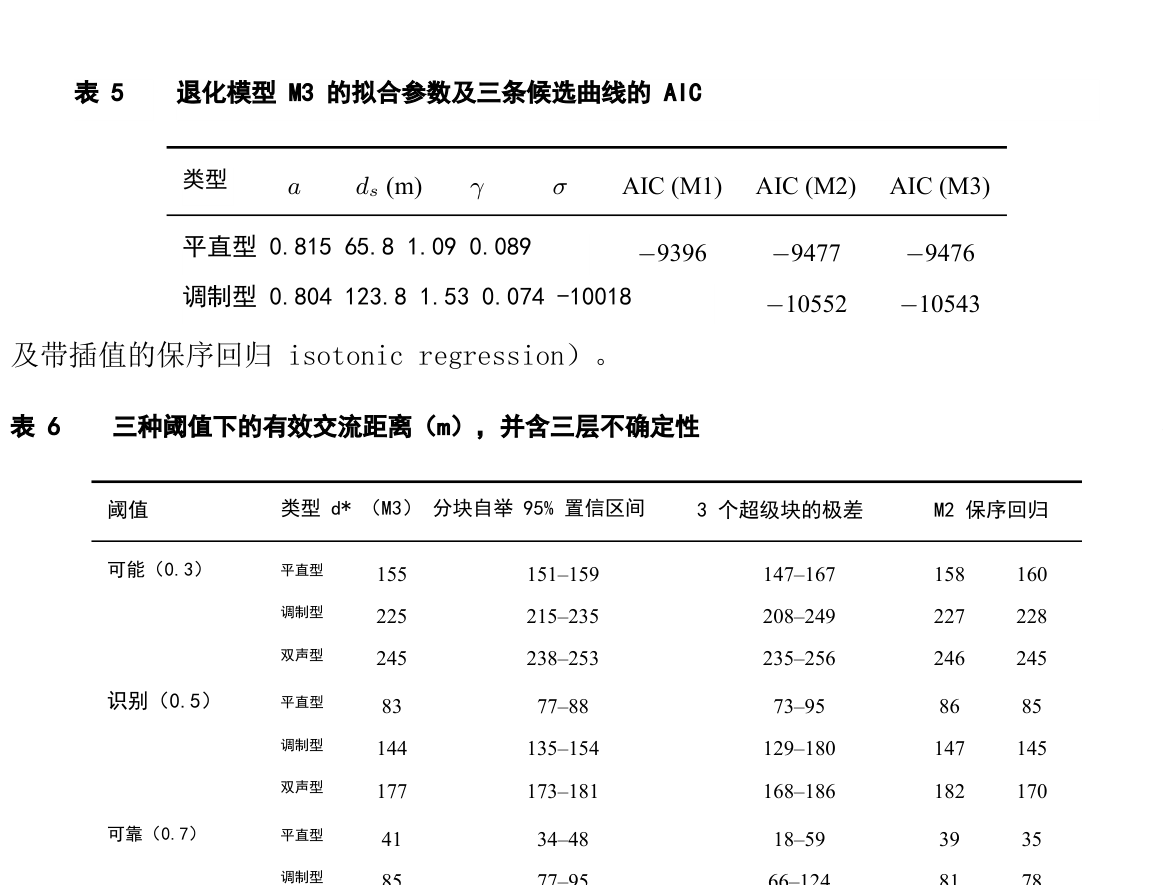 表 5 退化模型 M3 的拟合参数及三条候选曲线的 AIC
类型 a d_s (m) γ σ AIC (M1) AIC (M2) AIC (M3)
平直型 0.815 65.8 1.09 0.089 −9396 −9477 −9476
调制型 0.804 123.8 1.53 0.074 -10018 −10552 −10543
及带插值的保序回归 isotonic regression）。
表 6 三种阈值下的有效交流距离（m），并含三层不确定性
阈值 类型 d* （M3） 分块自举 95% 置信区间 3 个超级块的极差 M2 保序回归
可能（0.3） 平直型 155 151–159 147–167 158 160
调制型 225 215–235 208–249 227 228
双声型 245 238–253 235–256 246 245
识别（0.5） 平直型 83 77–88 73–95 86 85
调制型 144 135–154 129–180 147 145
双声型 177 173–181 168–186 182 170
可靠（0.7） 平直型 41 34–48 18–59 39 35
调制型 85 77–95 66–124 81 78